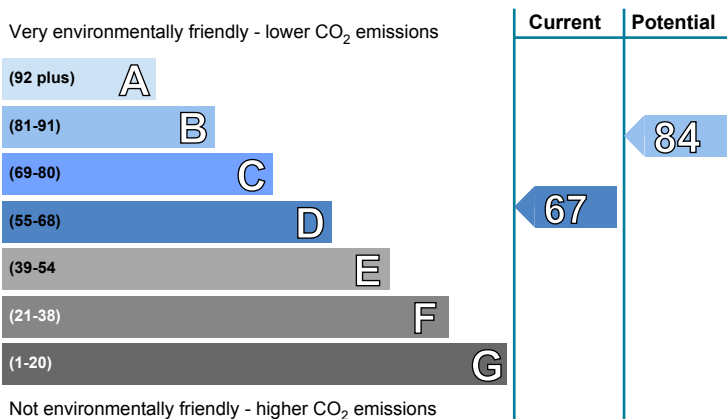 Current Potential
Very environmentally friendly - lower CO2 emissions
(92 plus) A
(81-91) B
84
(69-80) C
(55-68) D
67
(39-54 E
(21-38) F
(1-20) G
Not environmentally friendly - higher CO2 emissions